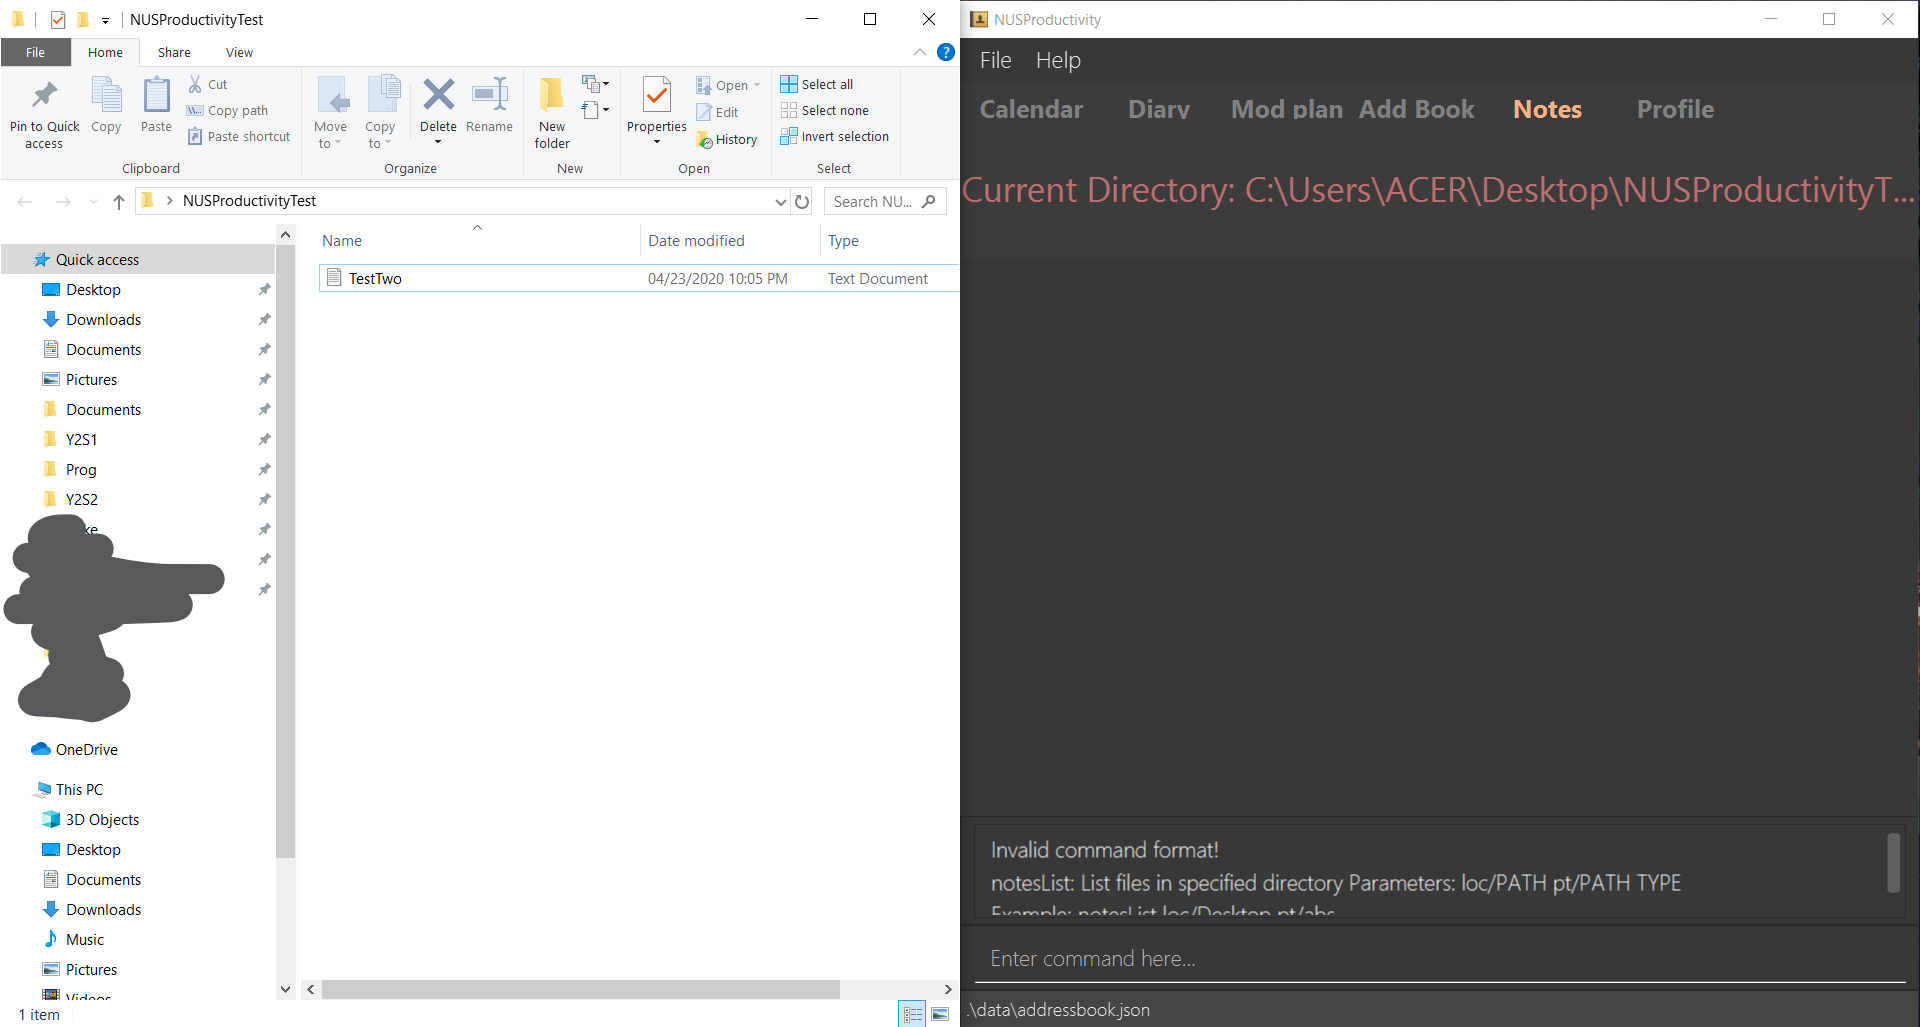 NUSProductivityTest
File Home Share View
Pin to Quick access
Copy
Paste
Cut
Copy path
Paste shortcut
Clipboard
Move to
Copy to
Delete
Rename
Organize
New folder
New
Properties
Open
Edit
History
Open
Select all
Select none
Invert selection
Select
NUSProductivityTest
Search NU...
Name Date modified Type
TestTwo 04/23/2020 10:05 PM Text Document
Quick access
Desktop
Downloads
Documents
Pictures
Documents
Y2S1
Prog
Y2S2
OneDrive
This PC
3D Objects
Desktop
Documents
Downloads
Music
Pictures
Videos
1 item
NUSProductivity
File Help
Calendar Diary Mod plan Add Book Notes Profile
Current Directory: C:\Users\ACER\Desktop\NUSProductivityT...
Invalid command format!
notesList: List files in specified directory Parameters: loc/PATH pt/PATH TYPE
Example: notesList loc/Desktop pt/abs
Enter command here...
.\data\addressbook.json